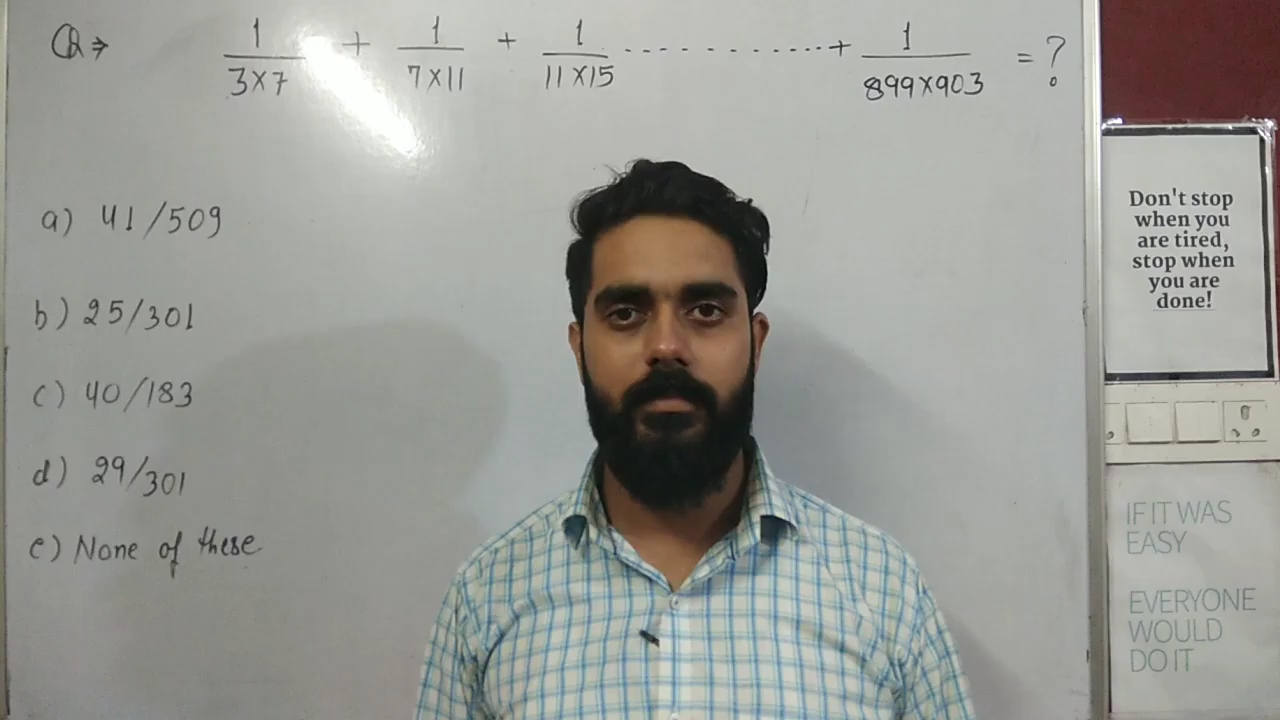 Q⇒ 1/3×7 + 1/7×11 + 1/11×15 ............+ 1/899×903 = ?
a) 41/509
b) 25/301
c) 40/183
d) 29/301
e) None of these
Don't stop
when you
are tired,
stop when
you are
done!
IF IT WAS
EASY
EVERYONE
WOULD
DO IT